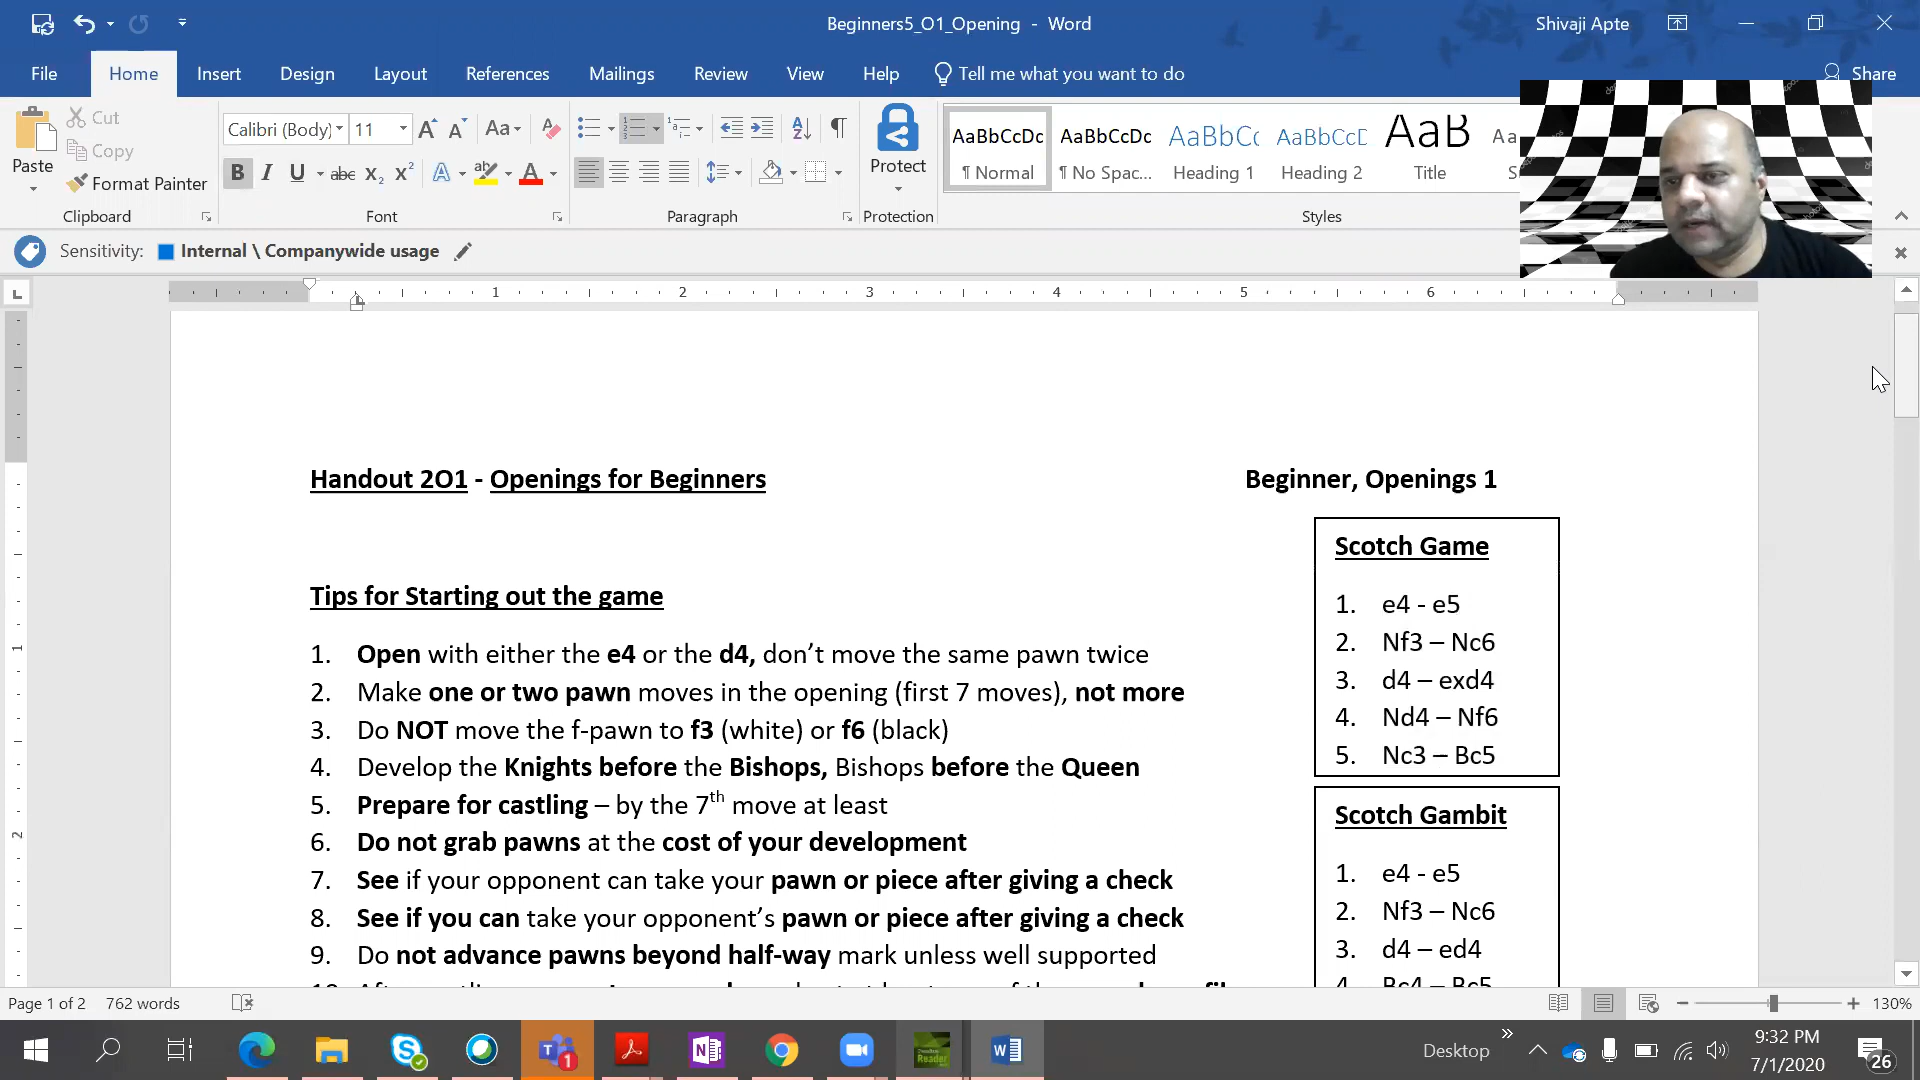 Beginners5_O1_Opening - Word
Shivaji Apte
File Home Insert Design Layout References Mailings Review View Help Tell me what you want to do Share
Paste
Cut
Copy
Format Painter
Clipboard
Calibri (Body) 11
Font
Paragraph
Protect
Protection
AaBbCcDc AaBbCcDc AaBbCc AaBbCcD AaB
¶ Normal ¶ No Spac... Heading 1 Heading 2 Title
Styles
Sensitivity: Internal \ Companywide usage
1 2 3 4 5 6
Handout 2O1 - Openings for Beginners
Beginner, Openings 1
Tips for Starting out the game
1. Open with either the e4 or the d4, don’t move the same pawn twice
2. Make one or two pawn moves in the opening (first 7 moves), not more
3. Do NOT move the f-pawn to f3 (white) or f6 (black)
4. Develop the Knights before the Bishops, Bishops before the Queen
5. Prepare for castling – by the 7th move at least
6. Do not grab pawns at the cost of your development
7. See if your opponent can take your pawn or piece after giving a check
8. See if you can take your opponent’s pawn or piece after giving a check
9. Do not advance pawns beyond half-way mark unless well supported
Scotch Game
1. e4 - e5
2. Nf3 – Nc6
3. d4 – exd4
4. Nd4 – Nf6
5. Nc3 – Bc5
Scotch Gambit
1. e4 - e5
2. Nf3 – Nc6
3. d4 – ed4
4. Bc4 – Bc5
Page 1 of 2 762 words
130%
Desktop
9:32 PM
7/1/2020
26